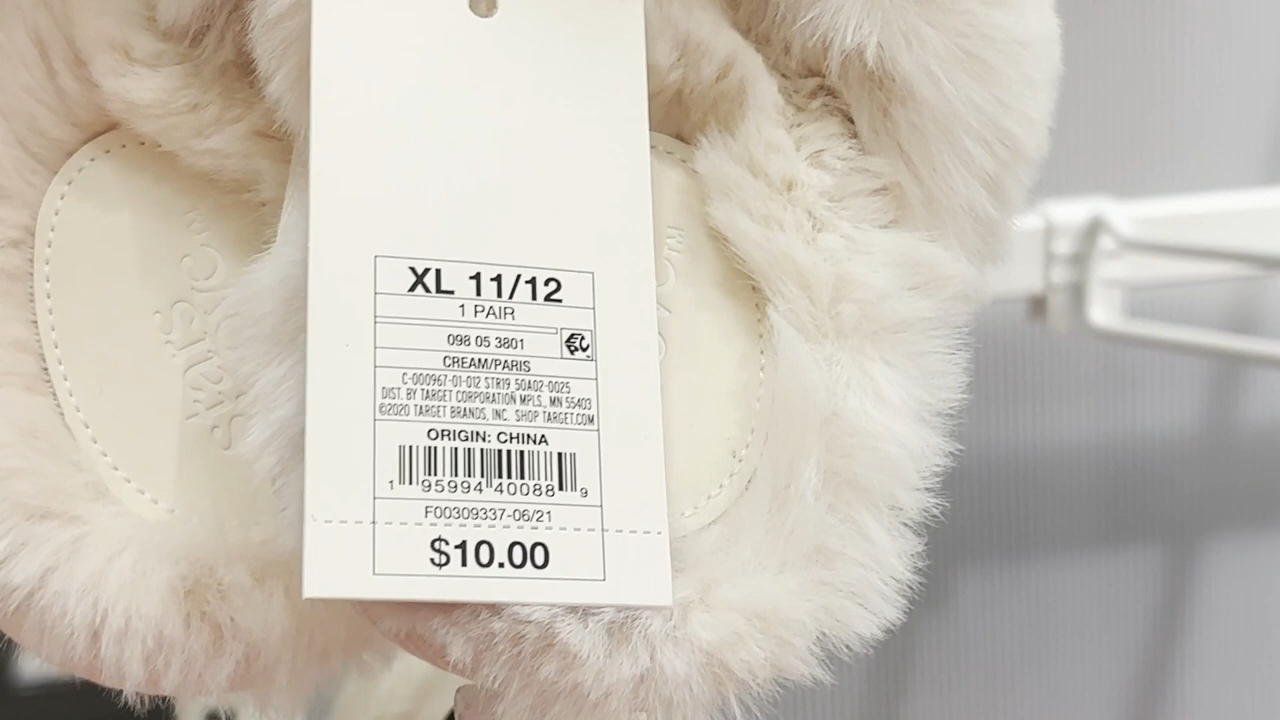 XL 11/12
1 PAIR
098 05 3801
EPC
CREAM/PARIS
C-000967-01-012 STR19 50A02-0025
DIST. BY TARGET CORPORATION MPLS., MN 55403
©2020 TARGET BRANDS, INC. SHOP TARGET.COM
ORIGIN: CHINA
1 95994 40088 9
F00309337-06/21
$10.00
stars